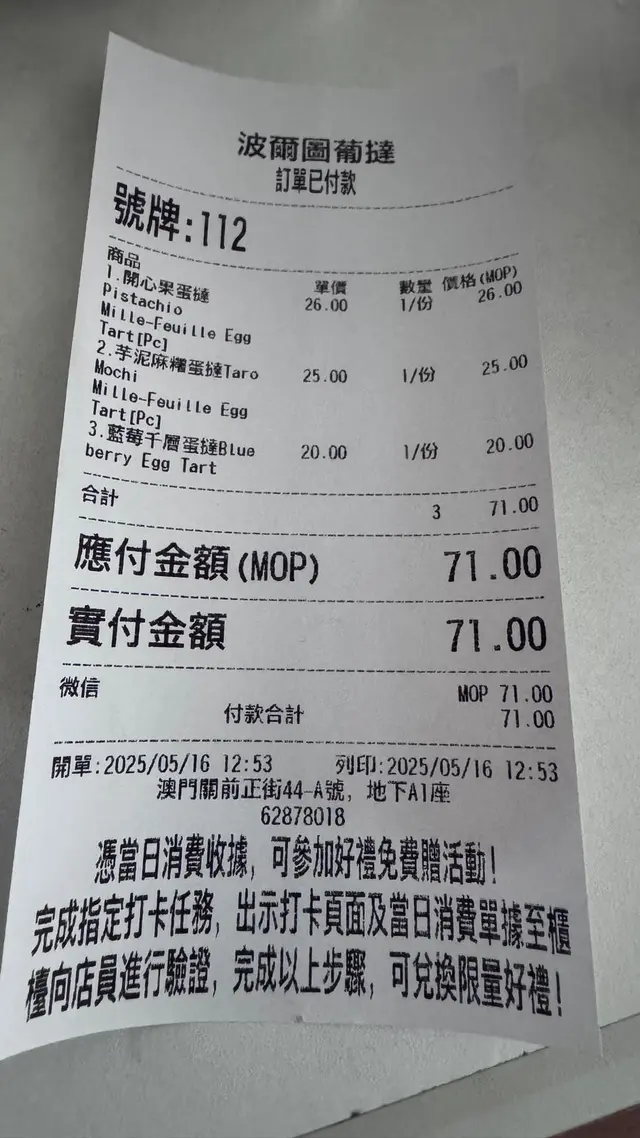 波爾圖葡撻
訂單已付款
號牌:112
商品 單價 數量 價格(MOP)
1.開心果蛋撻 26.00 1/份 26.00
Pistachio
Mille-Feuille Egg
Tart[Pc]
2.芋泥麻糬蛋撻Taro 25.00 1/份 25.00
Mochi
Mille-Feuille Egg
Tart[Pc]
3.藍莓千層蛋撻Blue 20.00 1/份 20.00
berry Egg Tart
合計 3 71.00
應付金額(MOP) 71.00
實付金額 71.00
微信 MOP 71.00
付款合計 71.00
開單:2025/05/16 12:53 列印:2025/05/16 12:53
澳門關前正街44-A號, 地下A1座
62878018
憑當日消費收據, 可參加好禮免費贈活動!
完成指定打卡任務, 出示打卡頁面及當日消費單據至櫃
檯向店員進行驗證, 完成以上步驟, 可兌換限量好禮!